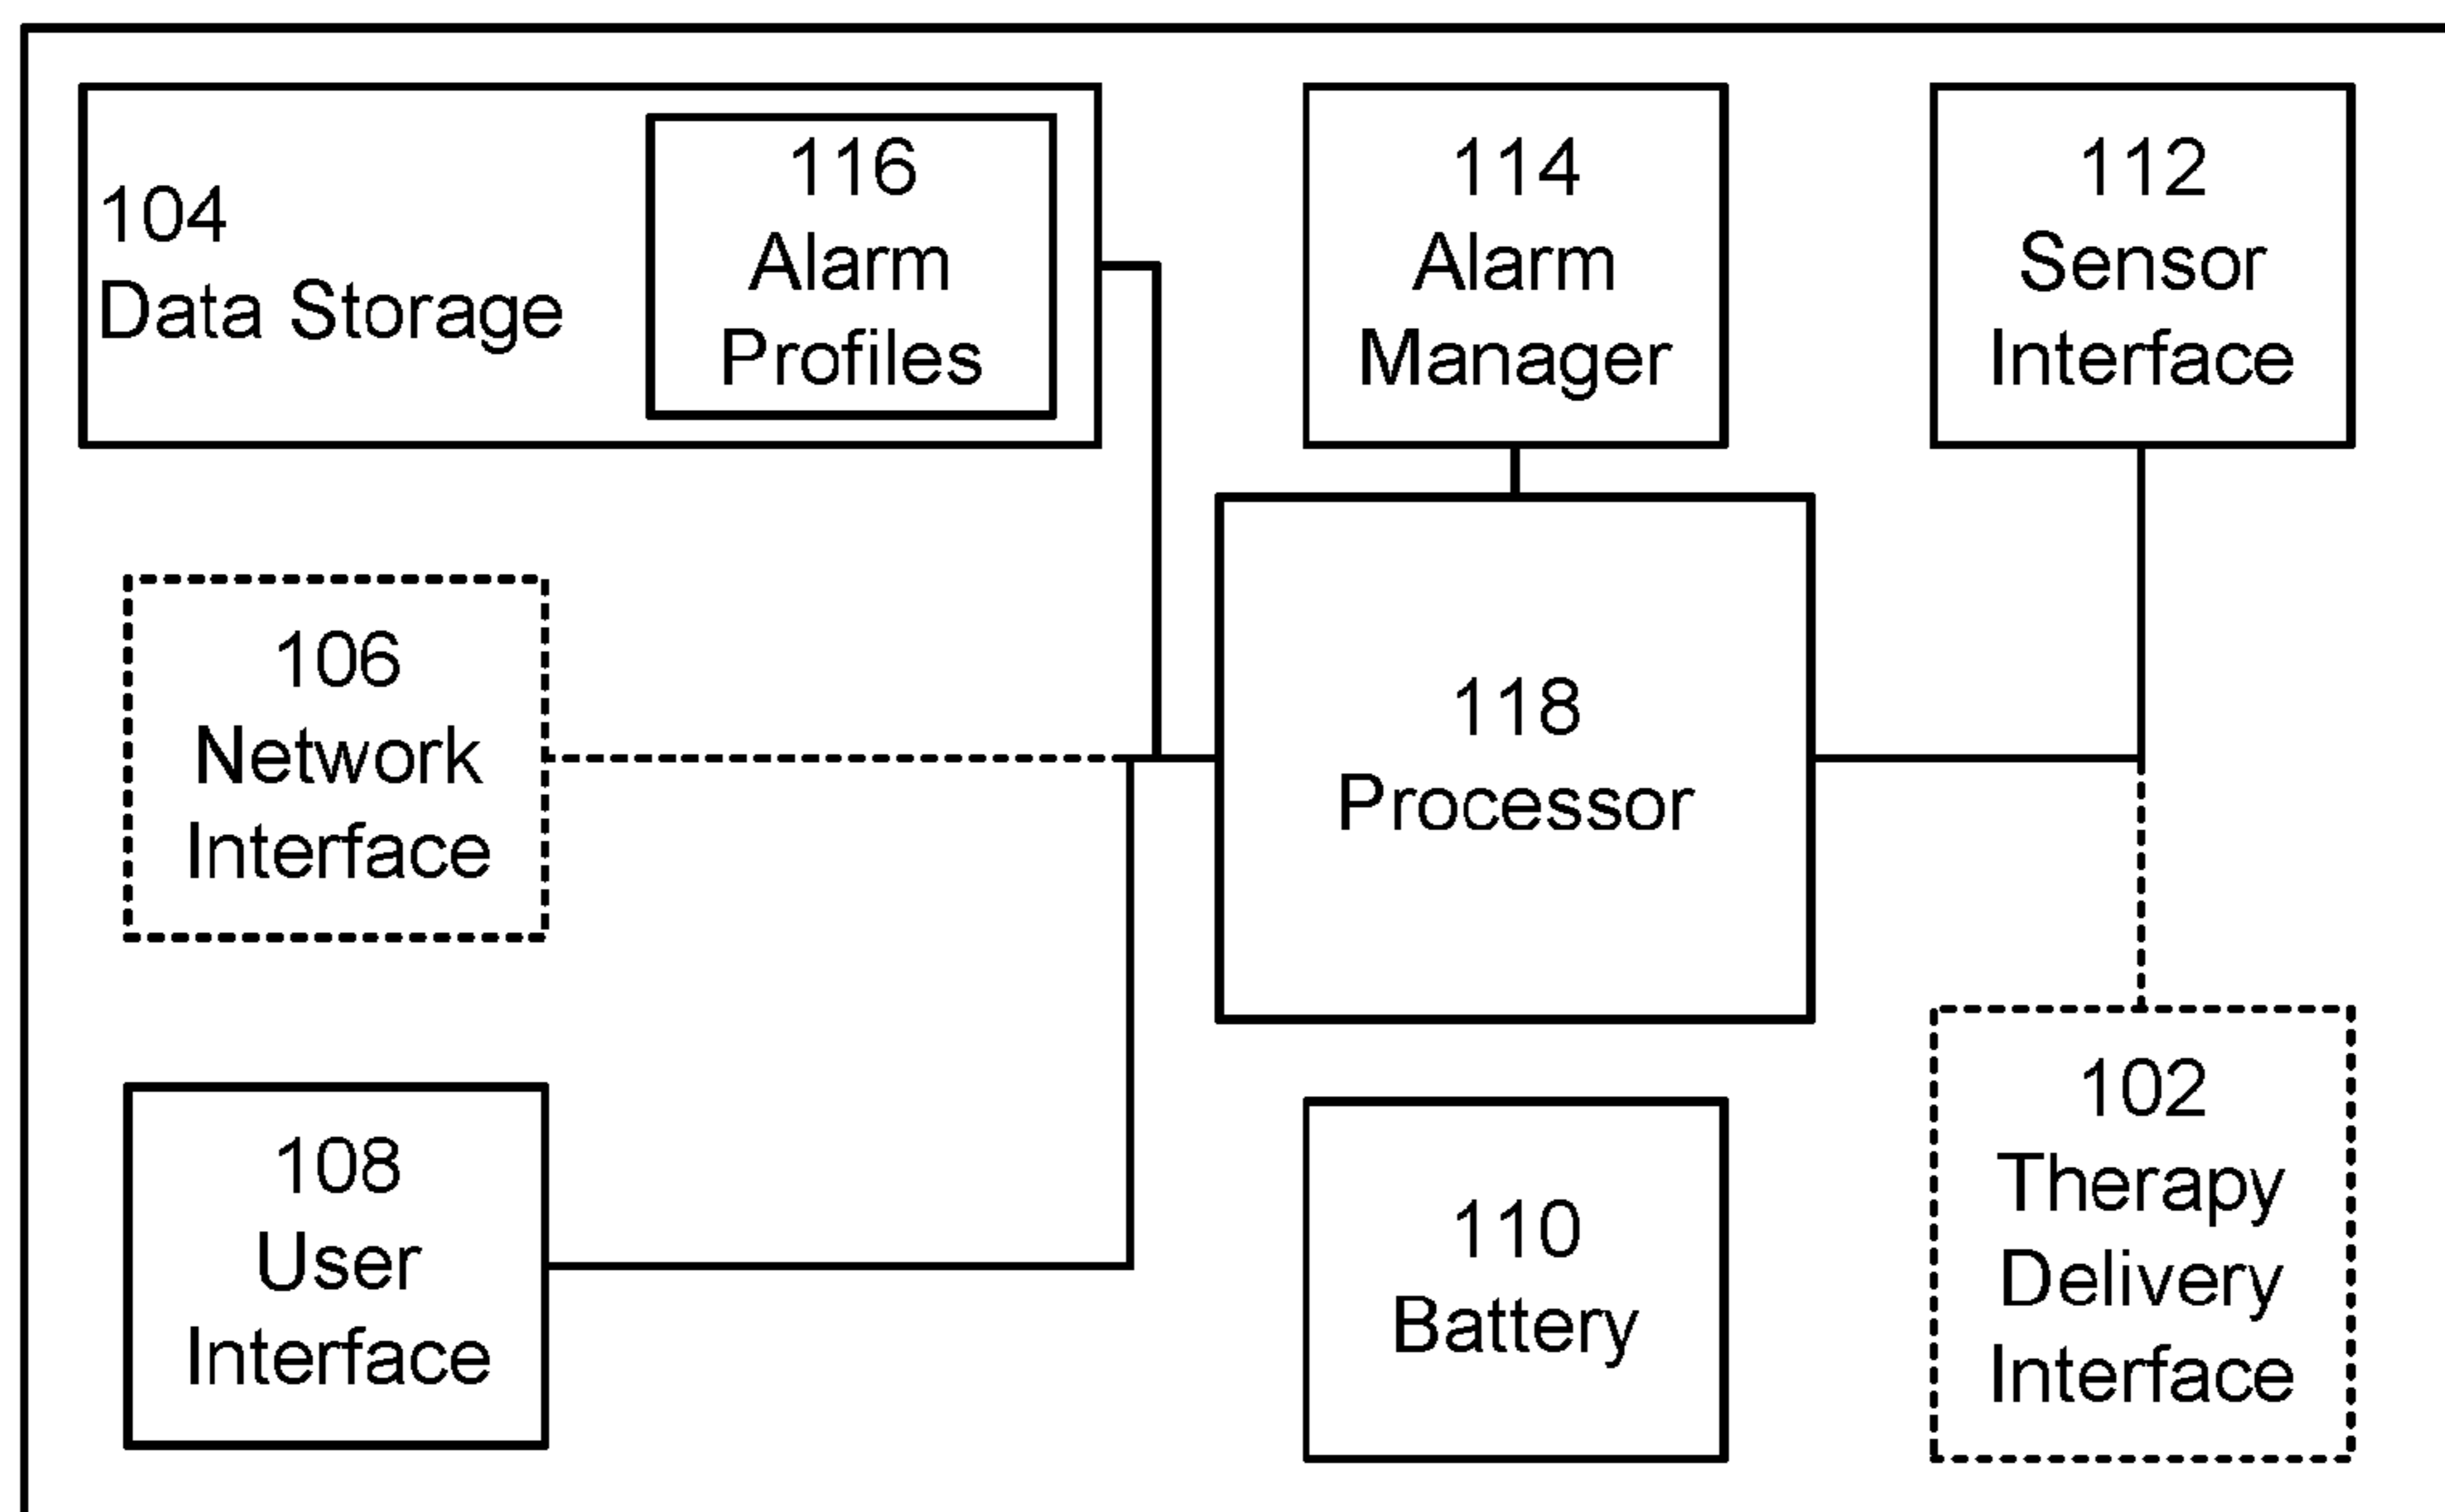 104
Data Storage
116
Alarm
Profiles
114
Alarm
Manager
112
Sensor
Interface
106
Network
Interface
118
Processor
108
User
Interface
110
Battery
102
Therapy
Delivery
Interface